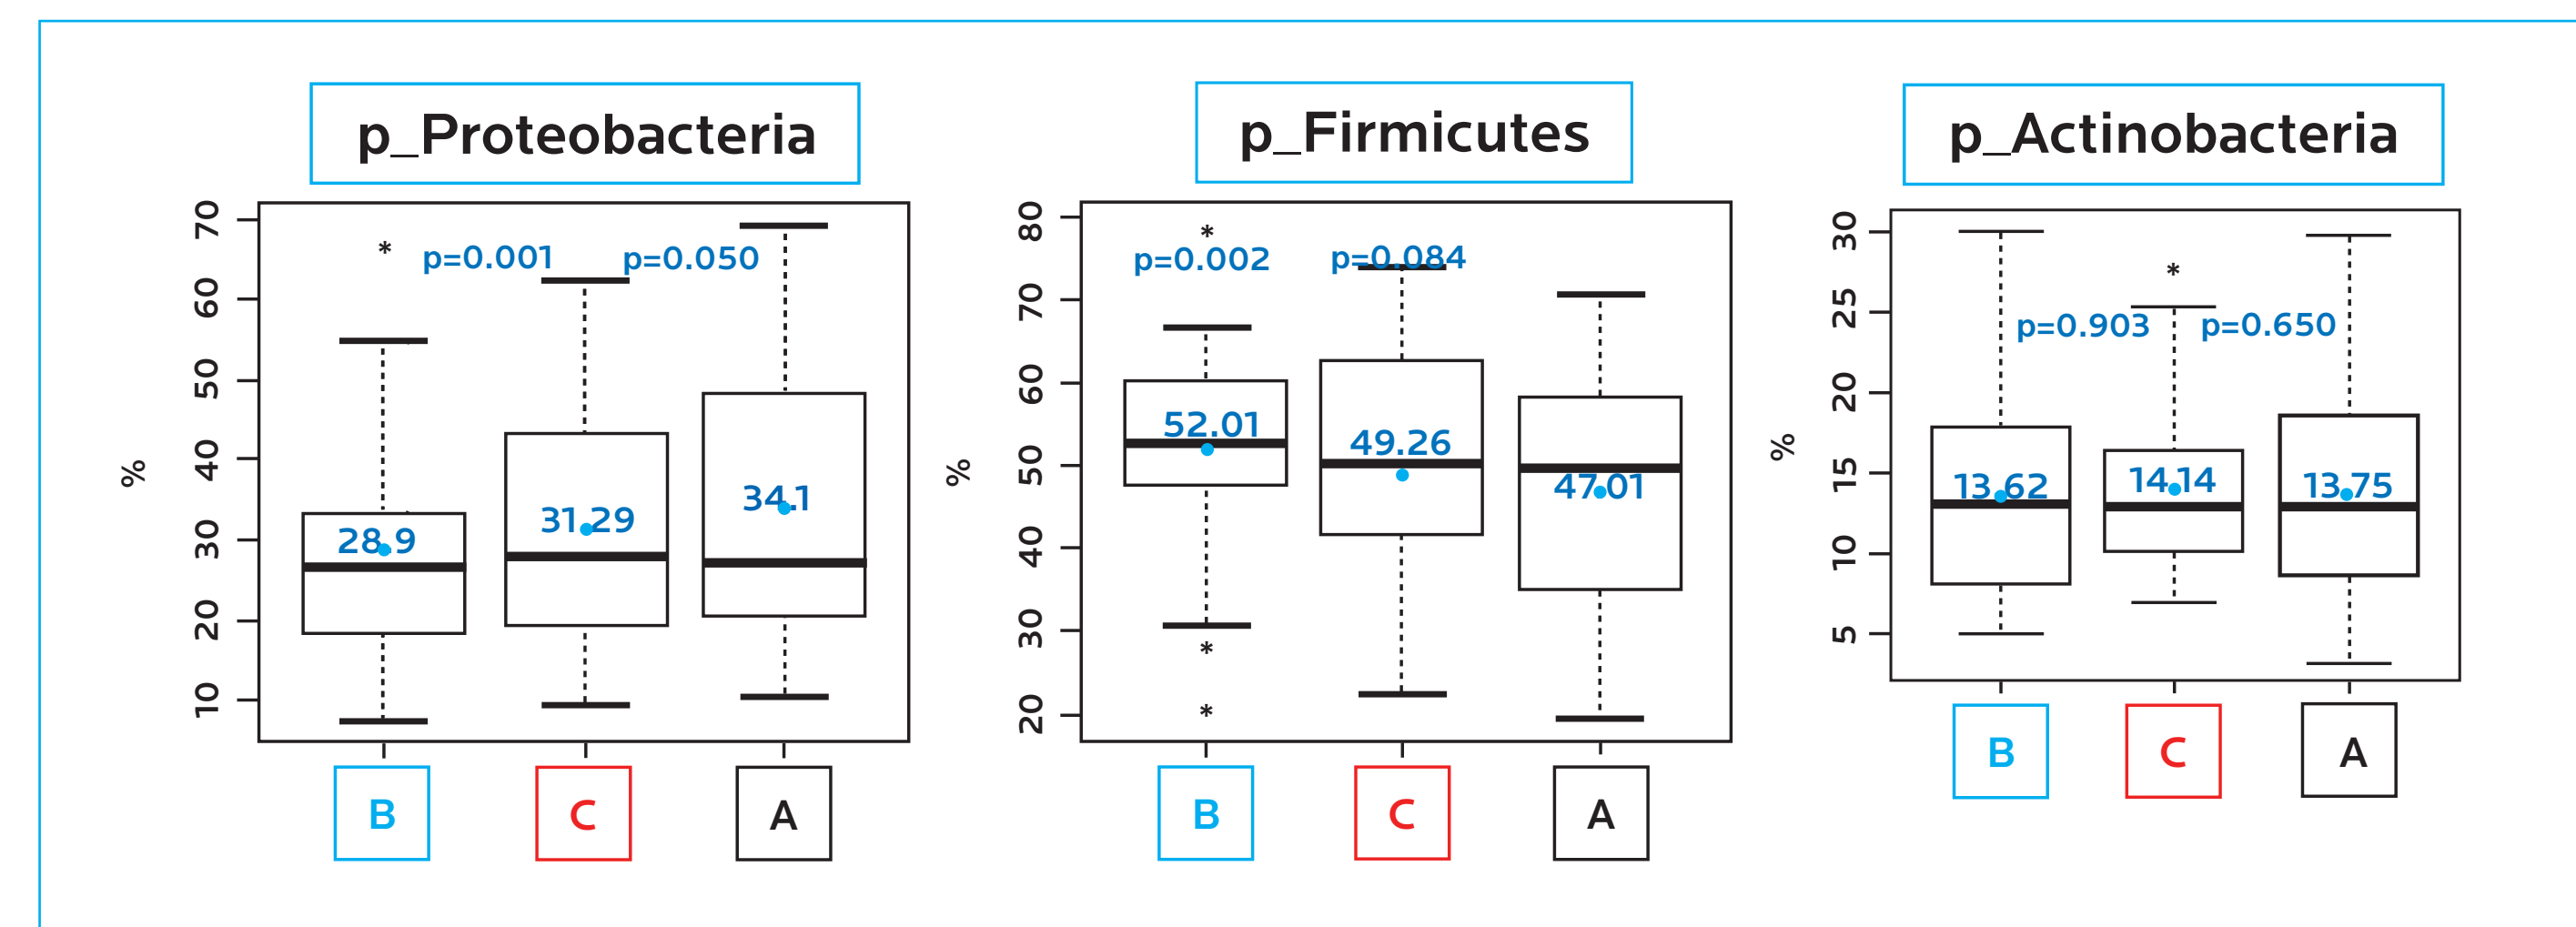 p_Proteobacteria
%
70
60
50
40
30
20
10
*
p=0.001
p=0.050
28.9
31.29
34.1
B
C
A
p_Firmicutes
%
80
70
60
50
40
30
20
*
p=0.002
p=0.084
52.01
49.26
47.01
*
*
B
C
A
p_Actinobacteria
%
30
25
20
15
10
5
*
p=0.903
p=0.650
13.62
14.14
13.75
B
C
A